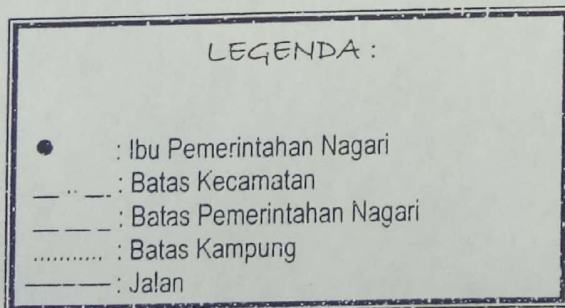 LEGENDA :
: Ibu Pemerintahan Nagari
: Batas Kecamatan
: Batas Pemerintahan Nagari
: Batas Kampung
: Jalan